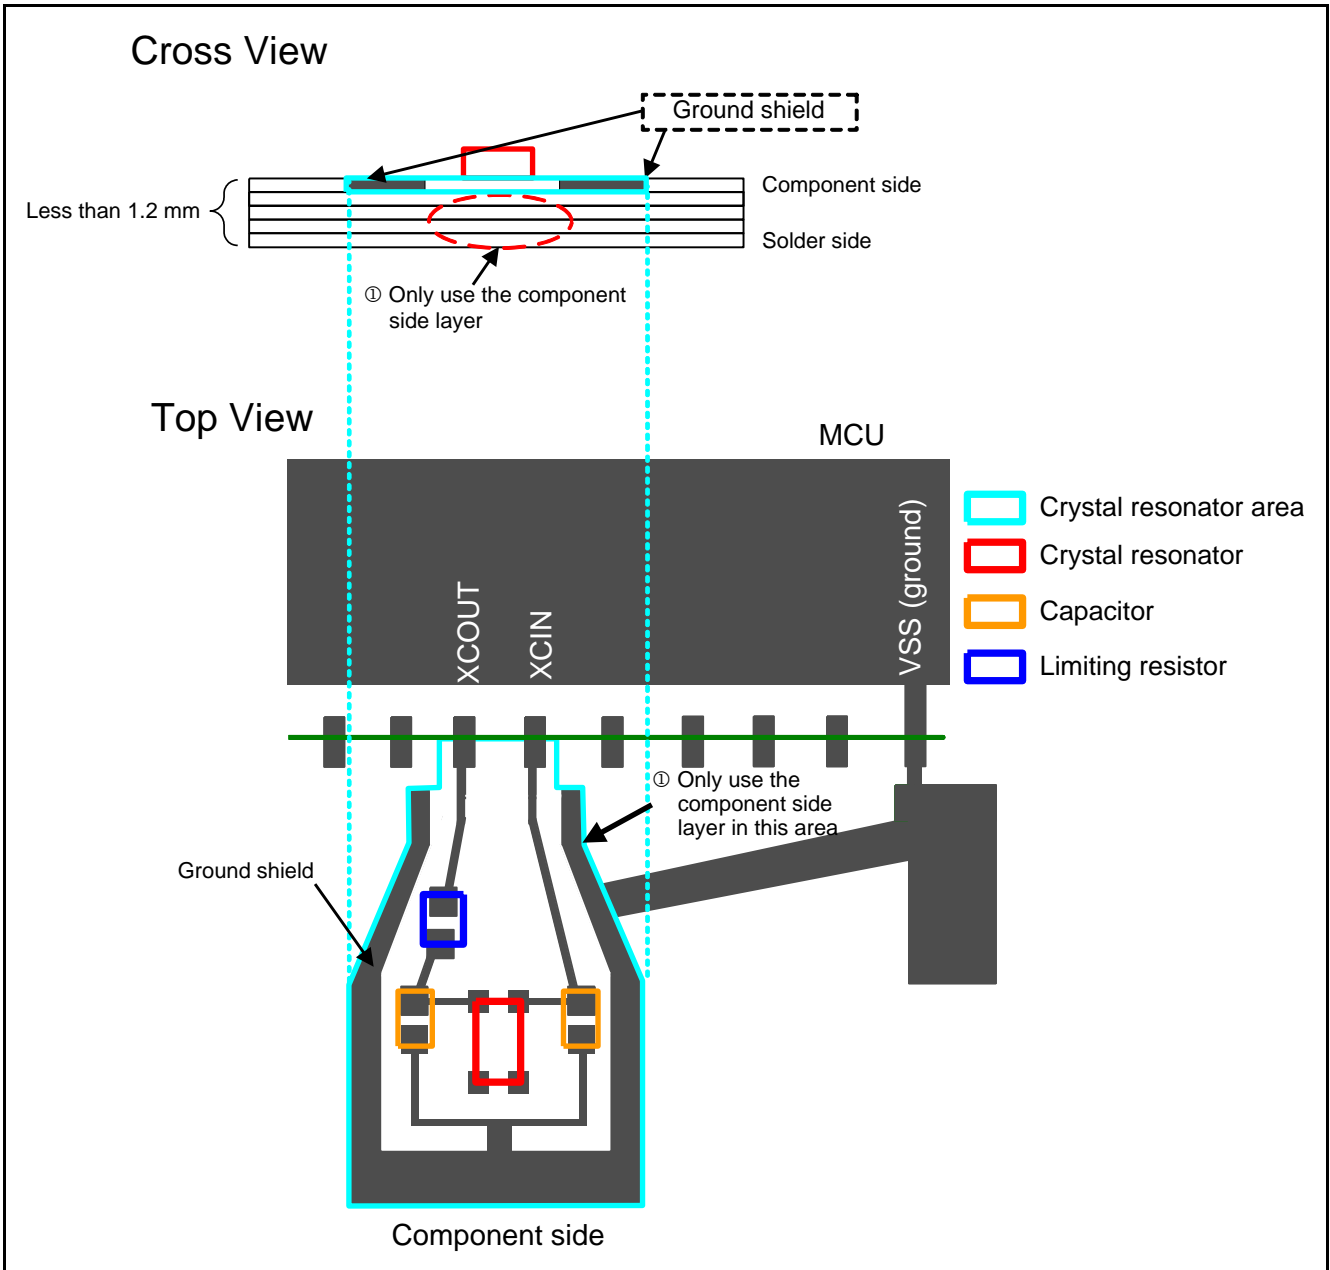 Cross View
Ground shield
Component side
Less than 1.2 mm
Solder side
① Only use the component
side layer
Top View
MCU
Crystal resonator area
Crystal resonator
Capacitor
Limiting resistor
XCOUT
XCIN
VSS (ground)
① Only use the
component side
layer in this area
Ground shield
Component side